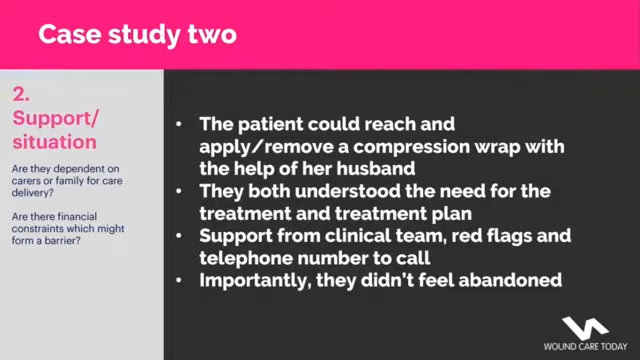 Case study two
2.
Support/
situation
Are they dependent on
carers or family for care
delivery?
Are there financial
constraints which might
form a barrier?
• The patient could reach and
apply/remove a compression wrap with
the help of her husband
• They both understood the need for the
treatment and treatment plan
• Support from clinical team, red flags and
telephone number to call
• Importantly, they didn't feel abandoned
WOUND CARE TODAY